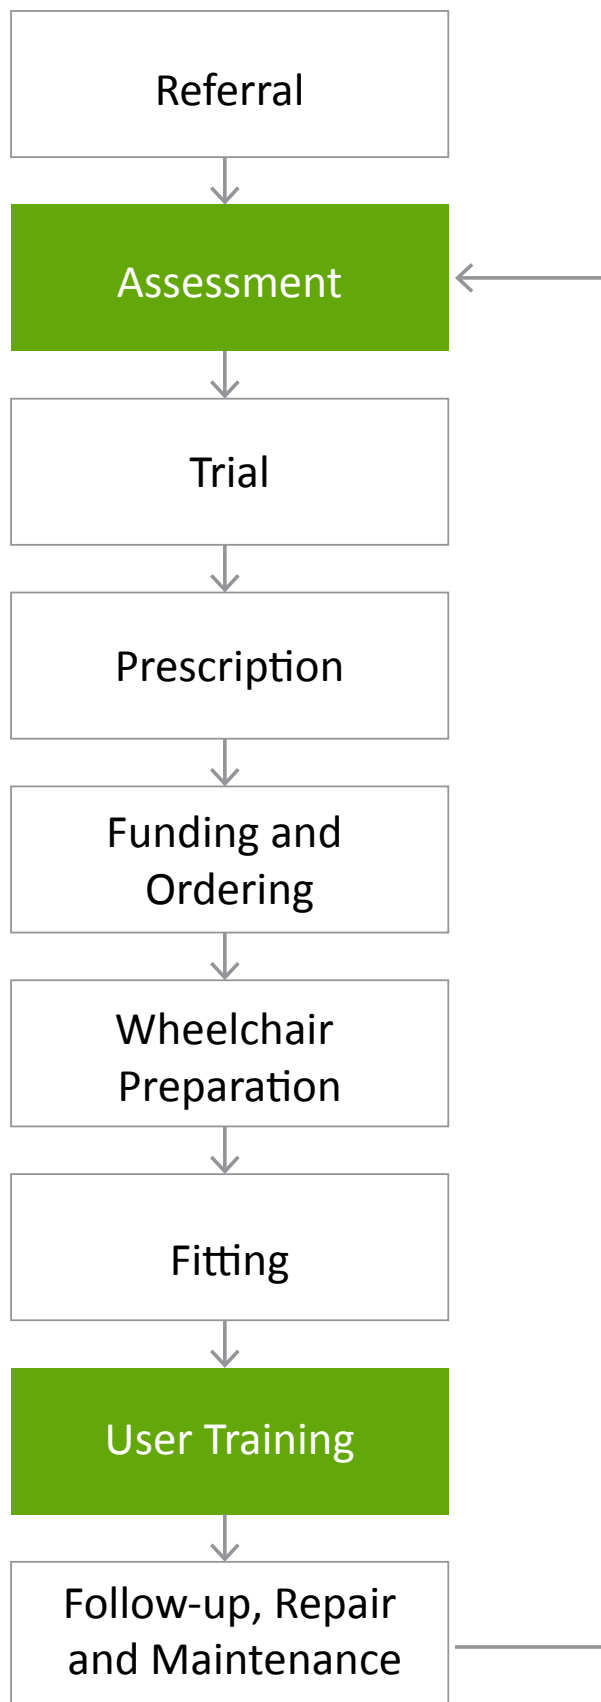 Referral
Assessment
Trial
Prescription
Funding and
Ordering
Wheelchair
Preparation
Fitting
User Training
Follow-up, Repair
and Maintenance